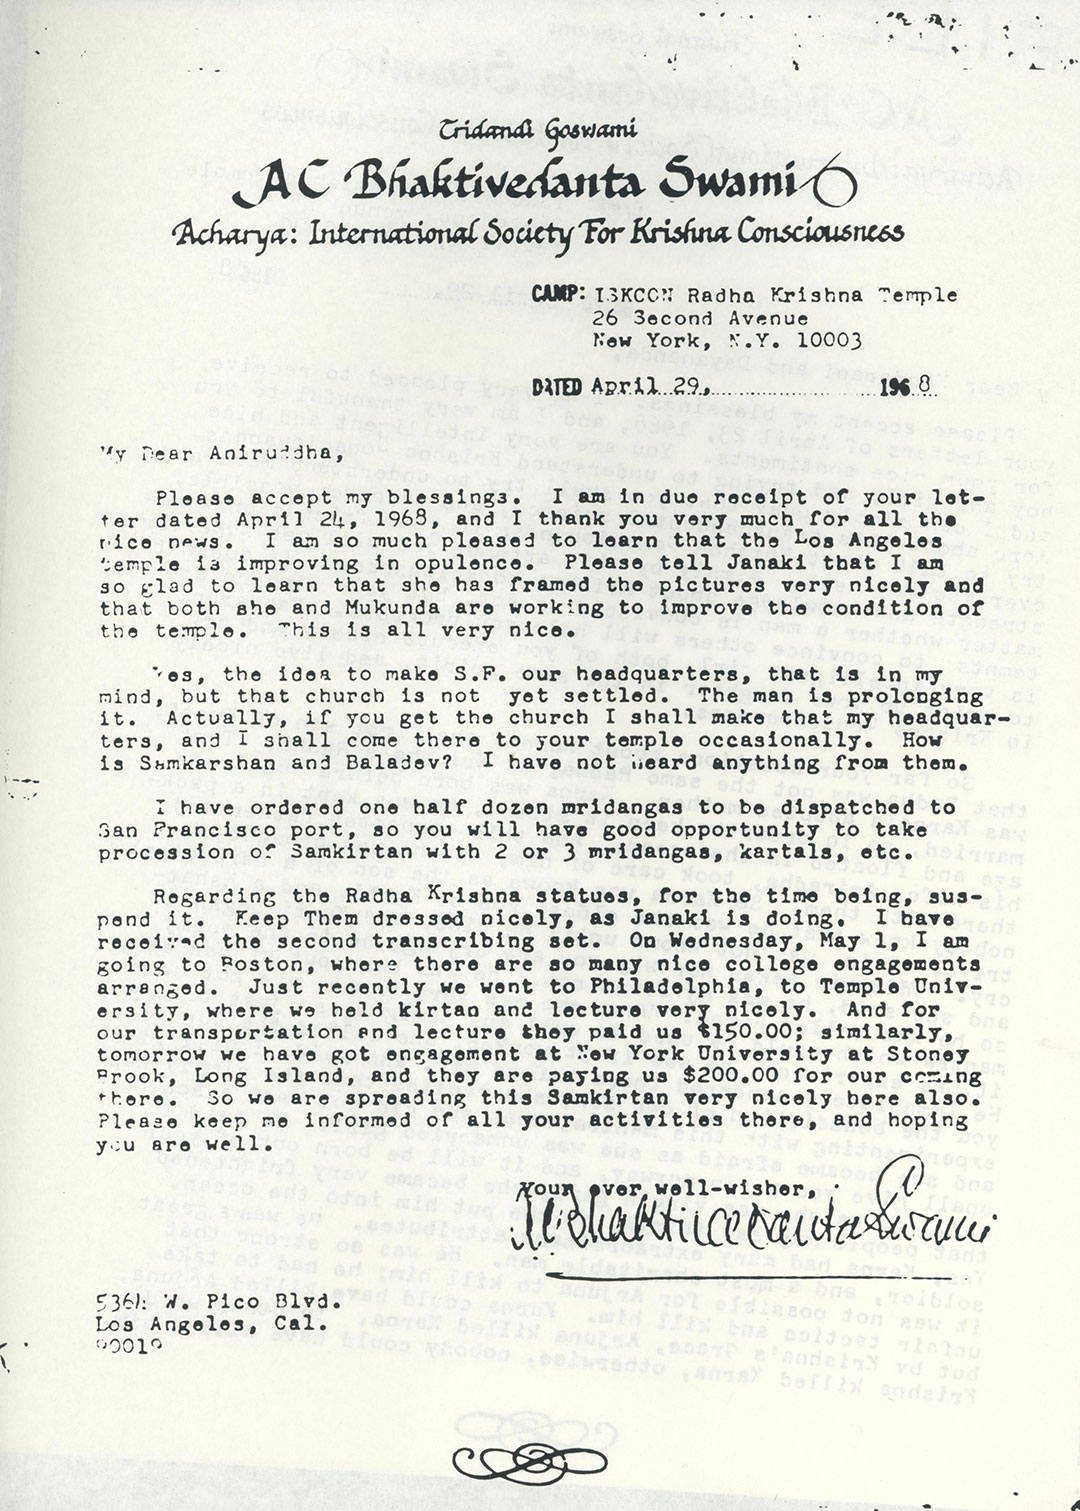 Tridandi Goswami
AC Bhaktivedanta Swami
Acharya: International Society For Krishna Consciousness
CAMP: ISKCON Radha Krishna Temple
26 Second Avenue
New York, N.Y. 10003
DATED April 29, 1968
My Dear Aniruddha,
Please accept my blessings. I am in due receipt of your let-
ter dated April 24, 1968, and I thank you very much for all the
nice news. I am so much pleased to learn that the Los Angeles
temple is improving in opulence. Please tell Janaki that I am
so glad to learn that she has framed the pictures very nicely and
that both she and Mukunda are working to improve the condition of
the temple. This is all very nice.
Yes, the idea to make S.F. our headquarters, that is in my
mind, but that church is not yet settled. The man is prolonging
it. Actually, if you get the church I shall make that my headquar-
ters, and I shall come there to your temple occasionally. How
is Samkarshan and Baladev? I have not heard anything from them.
I have ordered one half dozen mridangas to be dispatched to
San Francisco port, so you will have good opportunity to take
procession of Samkirtan with 2 or 3 mridangas, kartals, etc.
Regarding the Radha Krishna statues, for the time being, sus-
pend it. Keep Them dressed nicely, as Janaki is doing. I have
received the second transcribing set. On Wednesday, May 1, I am
going to Boston, where there are so many nice college engagements
arranged. Just recently we went to Philadelphia, to Temple Univ-
ersity, where we held kirtan and lecture very nicely. And for
our transportation and lecture they paid us $150.00; similarly,
tomorrow we have got engagement at New York University at Stoney
Brook, Long Island, and they are paying us $200.00 for our coming
there. So we are spreading this Samkirtan very nicely here also.
Please keep me informed of all your activities there, and hoping
you are well.
Your ever well-wisher,
A.C. Bhaktivedanta Swami
5364 W. Pico Blvd.
Los Angeles, Cal.
90019